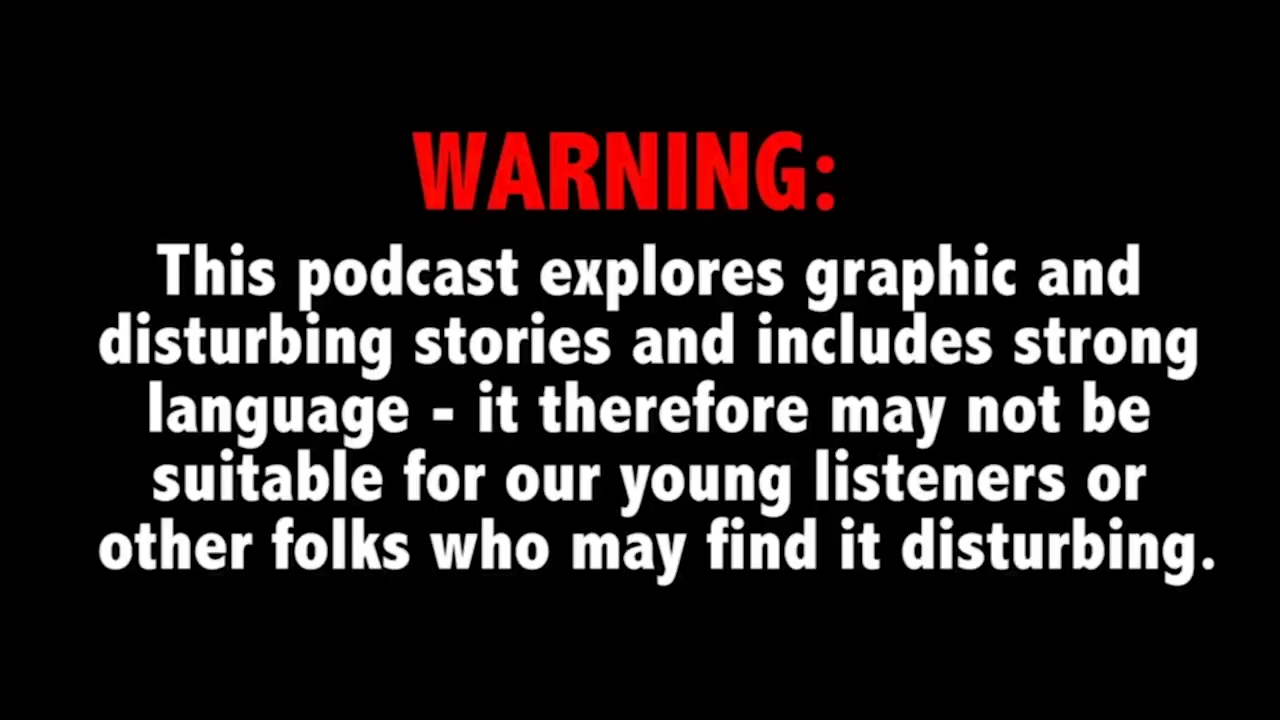 WARNING:
This podcast explores graphic and
disturbing stories and includes strong
language - it therefore may not be
suitable for our young listeners or
other folks who may find it disturbing.